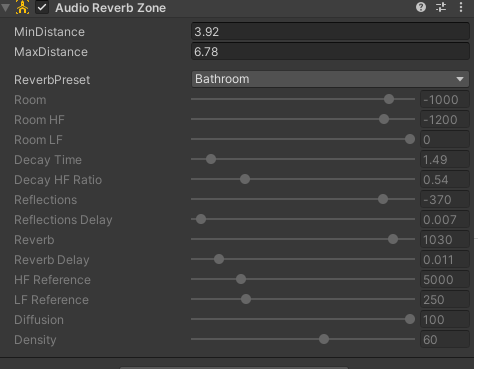 Audio Reverb Zone
MinDistance 3.92
MaxDistance 6.78
ReverbPreset Bathroom
Room -1000
Room HF -1200
Room LF 0
Decay Time 1.49
Decay HF Ratio 0.54
Reflections -370
Reflections Delay 0.007
Reverb 1030
Reverb Delay 0.011
HF Reference 5000
LF Reference 250
Diffusion 100
Density 60